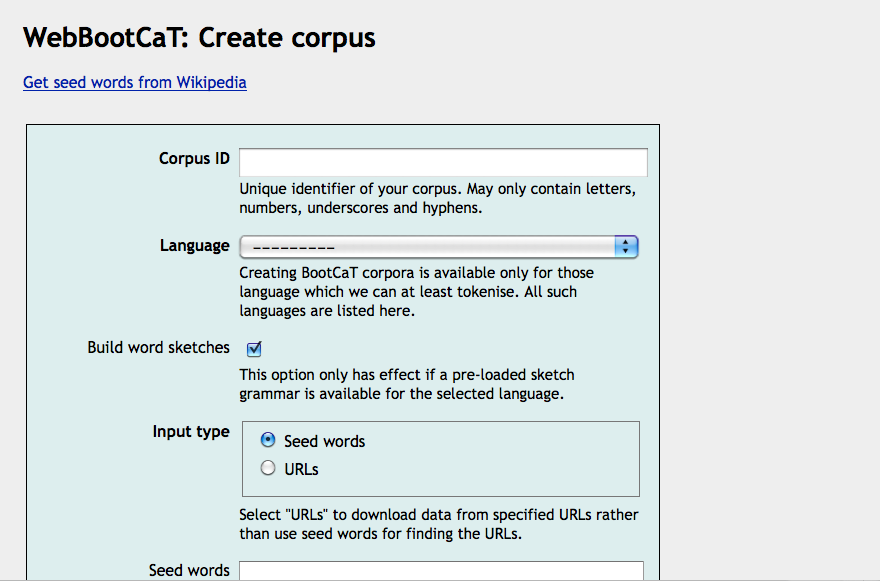 WebBootCaT: Create corpus
Get seed words from Wikipedia
Corpus ID
Unique identifier of your corpus. May only contain letters,
numbers, underscores and hyphens.
Language
---------
Creating BootCaT corpora is available only for those
language which we can at least tokenise. All such
languages are listed here.
Build word sketches
This option only has effect if a pre-loaded sketch
grammar is available for the selected language.
Input type
Seed words
URLs
Select "URLs" to download data from specified URLs rather
than use seed words for finding the URLs.
Seed words